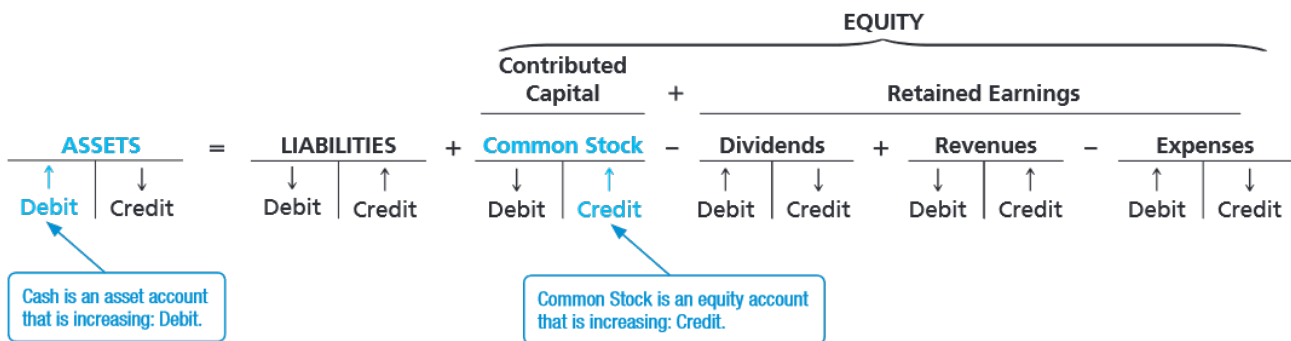 EQUITY
Contributed
Capital + Retained Earnings
ASSETS = LIABILITIES + Common Stock − Dividends + Revenues − Expenses
↑ ↓ ↓ ↑ ↓ ↑ ↑ ↓ ↓ ↑ ↑ ↓
Debit Credit Debit Credit Debit Credit Debit Credit Debit Credit Debit Credit
Cash is an asset account
that is increasing: Debit.
Common Stock is an equity account
that is increasing: Credit.